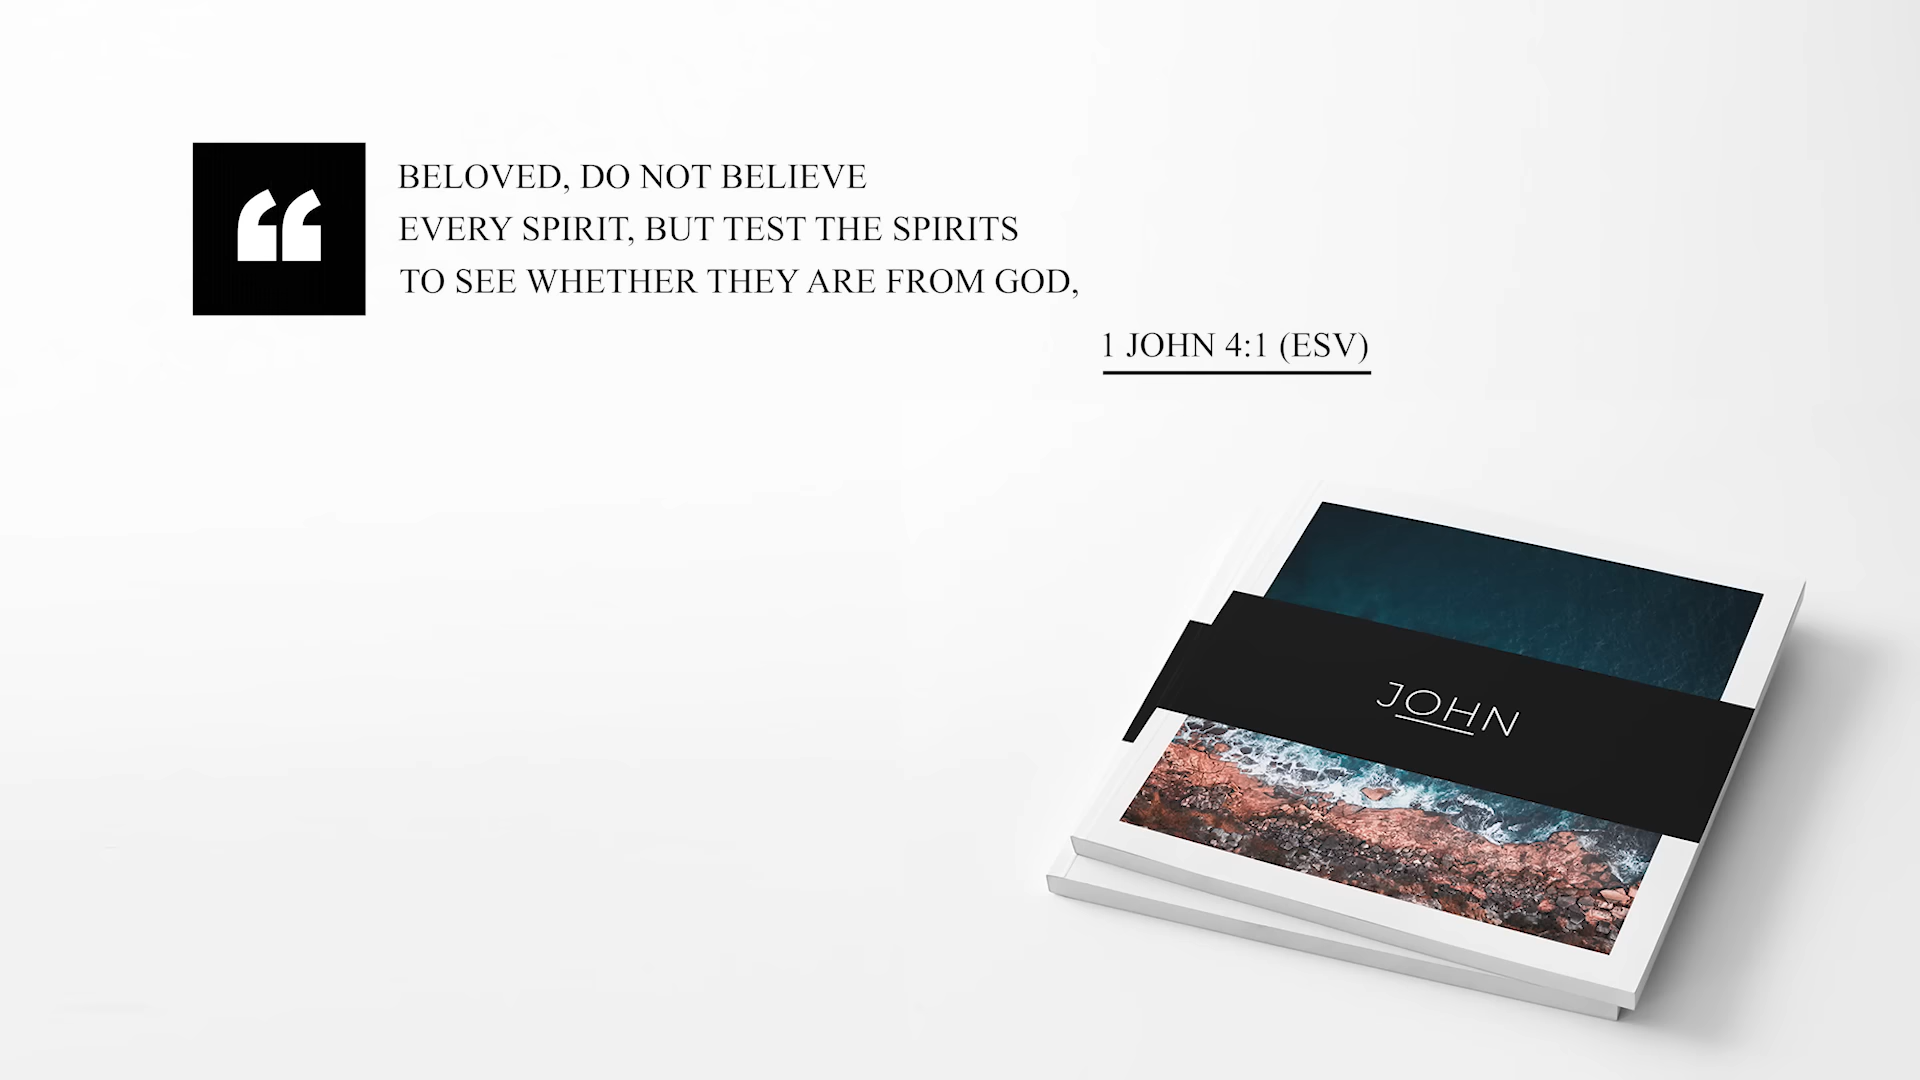 BELOVED, DO NOT BELIEVE
EVERY SPIRIT, BUT TEST THE SPIRITS
TO SEE WHETHER THEY ARE FROM GOD,
1 JOHN 4:1 (ESV)
JOHN